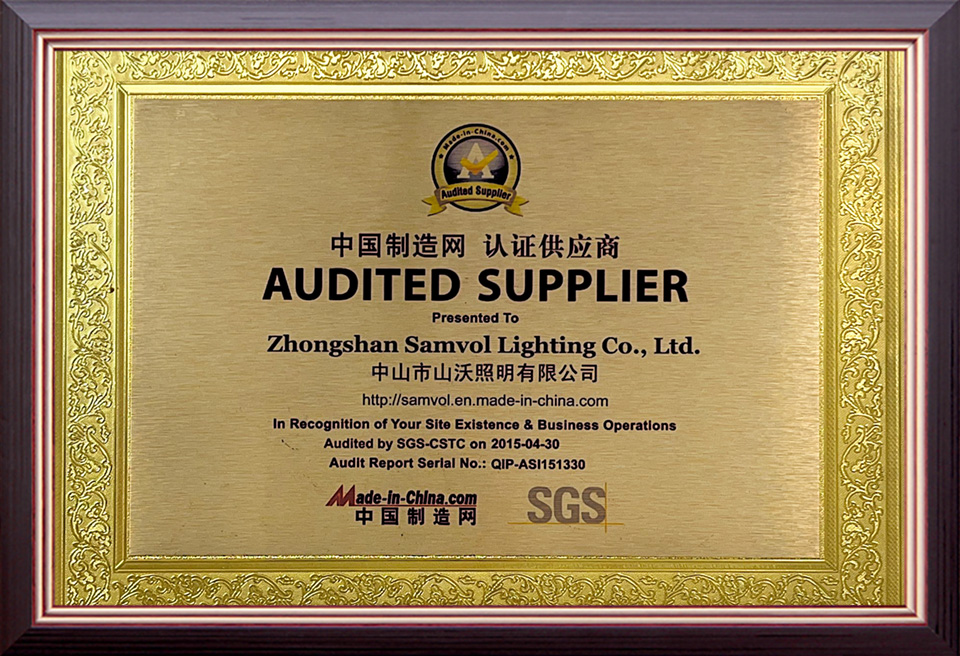 Made-in-China.com
Audited Supplier
中国制造网 认证供应商
AUDITED SUPPLIER
Presented To
Zhongshan Samvol Lighting Co., Ltd.
中山市山沃照明有限公司
http://samvol.en.made-in-china.com
In Recognition of Your Site Existence & Business Operations
Audited by SGS-CSTC on 2015-04-30
Audit Report Serial No.: QIP-ASI151330
Made-in-China.com
中国制造网
SGS